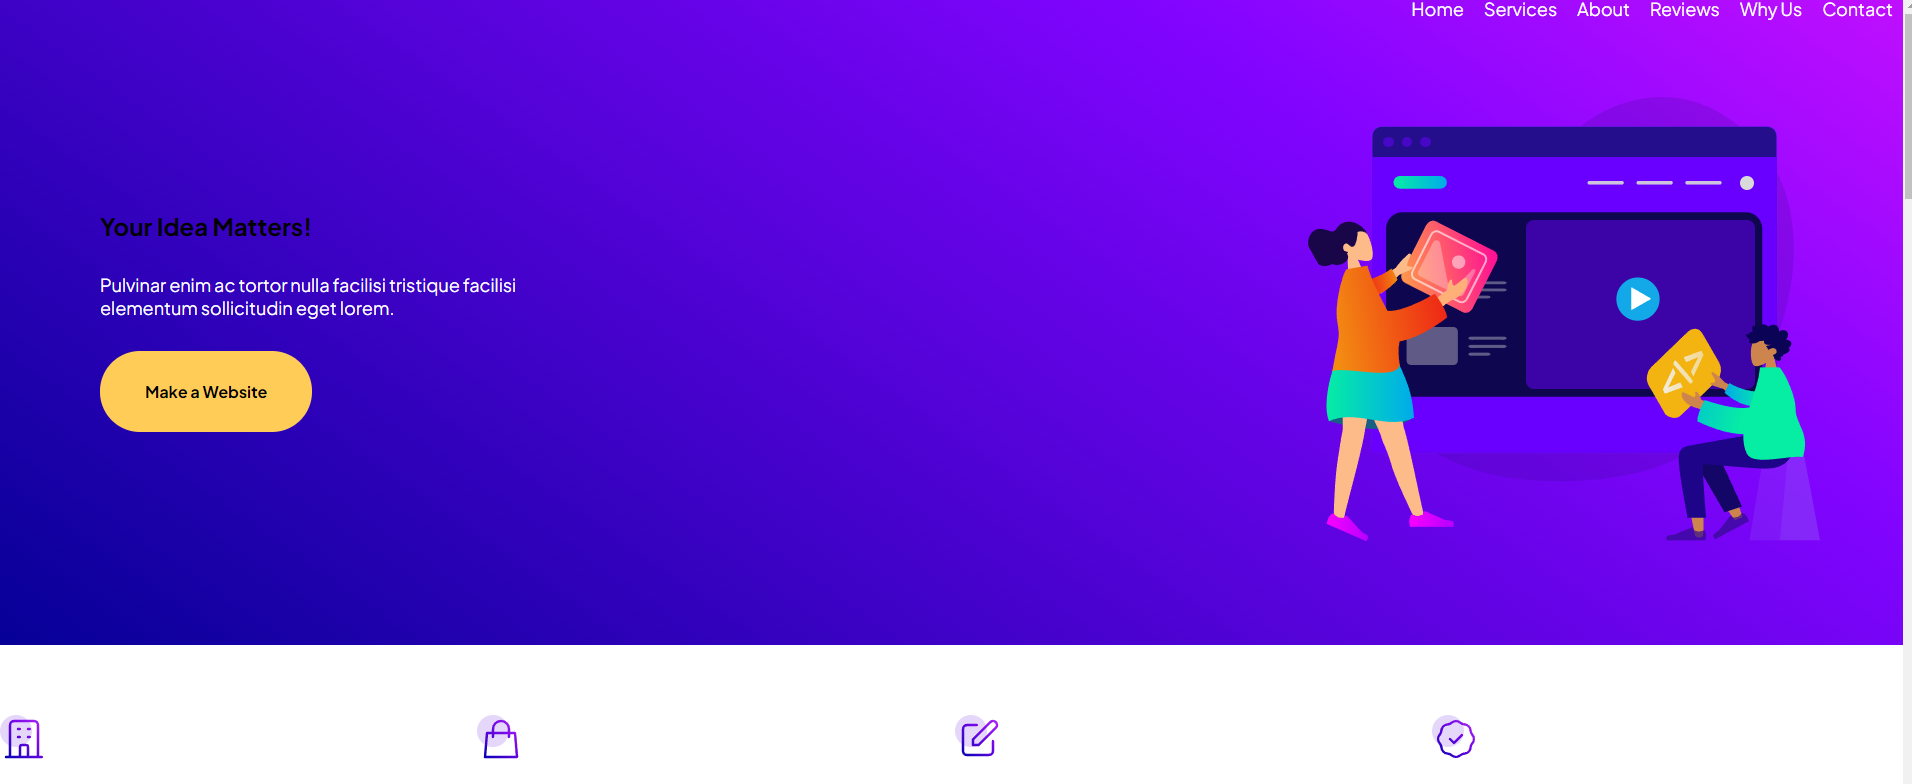 Home Services About Reviews Why Us Contact
Your Idea Matters!
Pulvinar enim ac tortor nulla facilisi tristique facilisi
elementum sollicitudin eget lorem.
Make a Website
</>